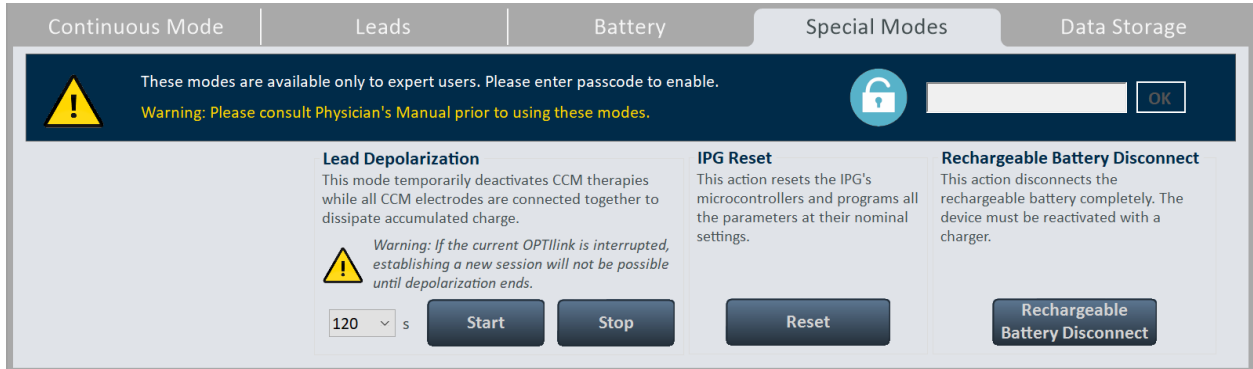 Continuous Mode
Leads
Battery
Special Modes
Data Storage
These modes are available only to expert users. Please enter passcode to enable.
Warning: Please consult Physician's Manual prior to using these modes.
OK
Lead Depolarization
This mode temporarily deactivates CCM therapies
while all CCM electrodes are connected together to
dissipate accumulated charge.
Warning: If the current OPTIlink is interrupted,
establishing a new session will not be possible
until depolarization ends.
120 s
Start
Stop
IPG Reset
This action resets the IPG's
microcontrollers and programs all
the parameters at their nominal
settings.
Reset
Rechargeable Battery Disconnect
This action disconnects the
rechargeable battery completely. The
device must be reactivated with a
charger.
Rechargeable
Battery Disconnect